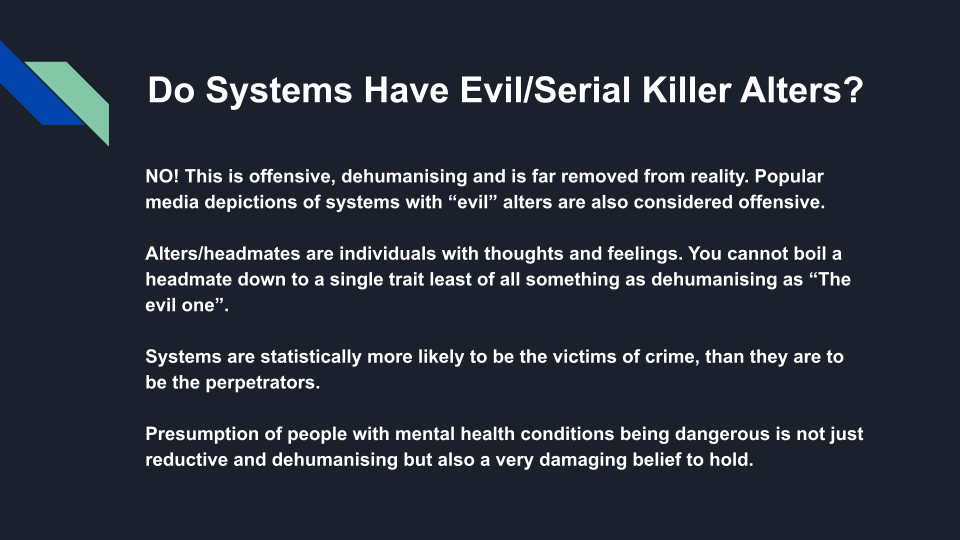 Do Systems Have Evil/Serial Killer Alters?
NO! This is offensive, dehumanising and is far removed from reality. Popular
media depictions of systems with “evil” alters are also considered offensive.
Alters/headmates are individuals with thoughts and feelings. You cannot boil a
headmate down to a single trait least of all something as dehumanising as “The
evil one”.
Systems are statistically more likely to be the victims of crime, than they are to
be the perpetrators.
Presumption of people with mental health conditions being dangerous is not just
reductive and dehumanising but also a very damaging belief to hold.